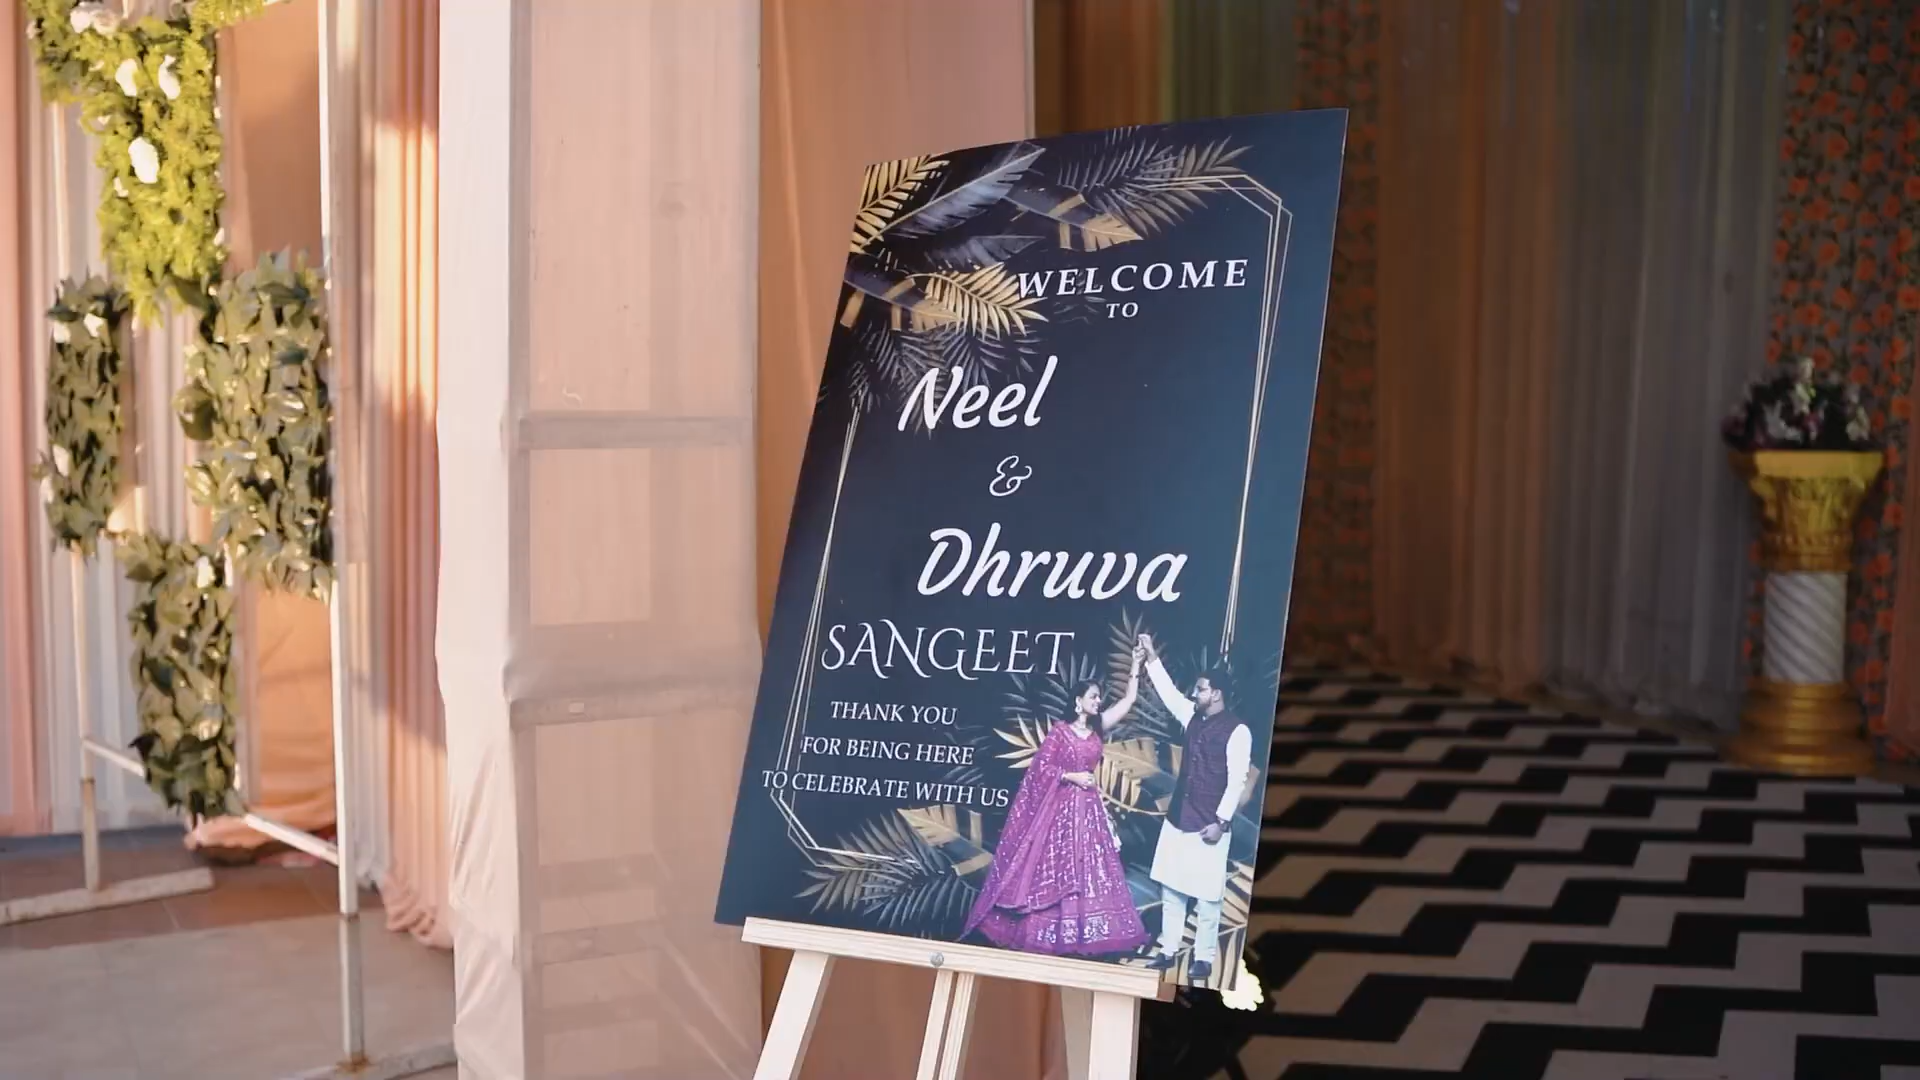 WELCOME
TO
Neel
&
Dhruva
SANGEET
THANK YOU
FOR BEING HERE
TO CELEBRATE WITH US